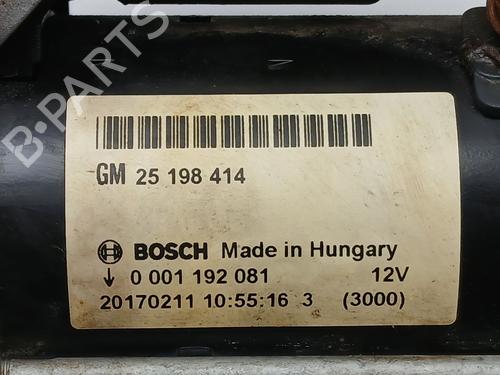 GM 25 198 414
BOSCH Made in Hungary
0 001 192 081 12V
20170211 10:55:16 3 (3000)
B-PARTS